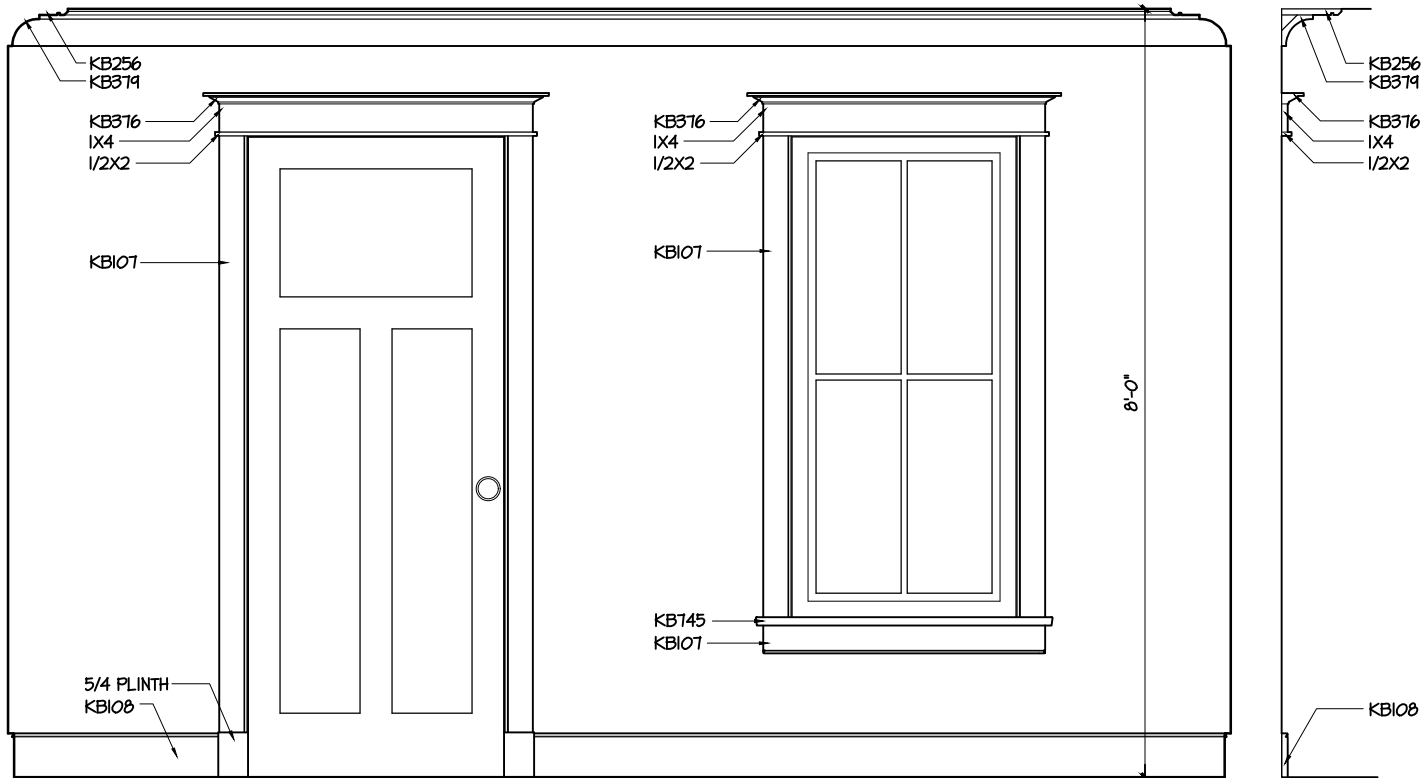 KB256
KB379
KB376
1X4
1/2X2
KB107
5/4 PLINTH
KB108
KB376
1X4
1/2X2
KB107
KB745
KB107
8'-0"
KB256
KB379
KB376
1X4
1/2X2
KB108